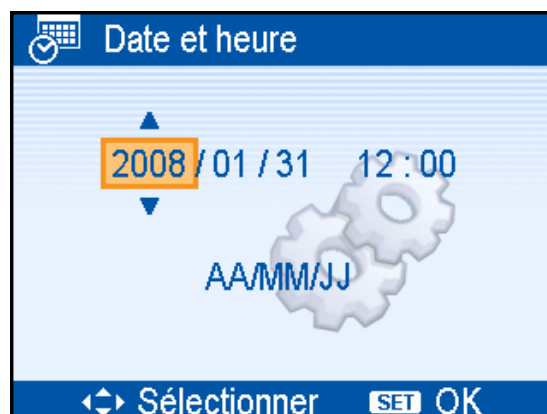 Date et heure
2008 / 01 / 31 12 : 00
AA/MM/JJ
Sélectionner SET OK